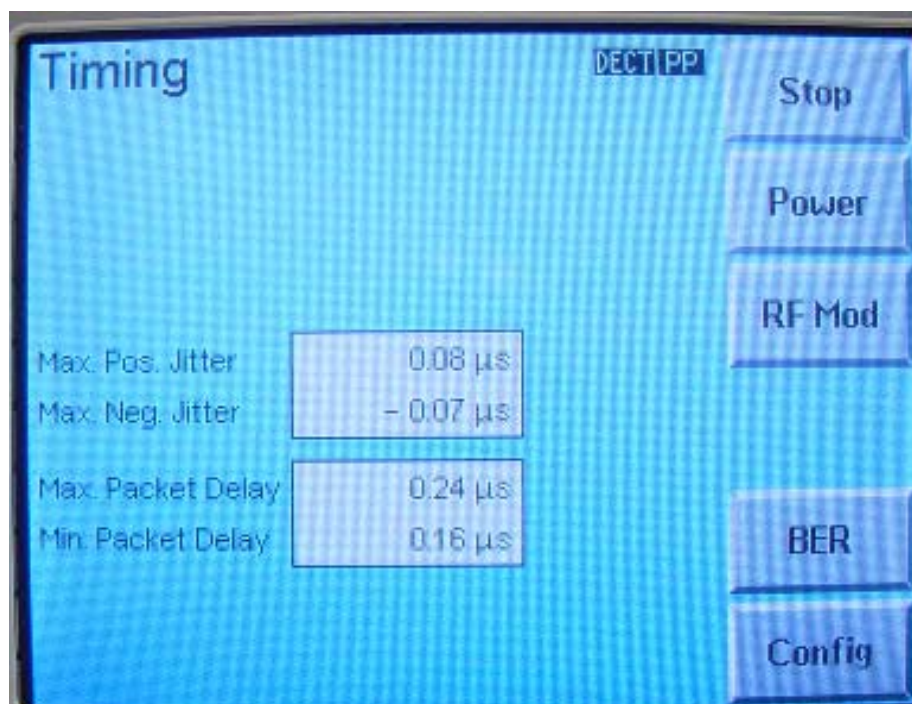 Timing
DECT PP
Stop
Power
RF Mod
Max. Pos. Jitter 0.08 µs
Max. Neg. Jitter - 0.07 µs
Max. Packet Delay 0.24 µs
Min. Packet Delay 0.16 µs
BER
Config